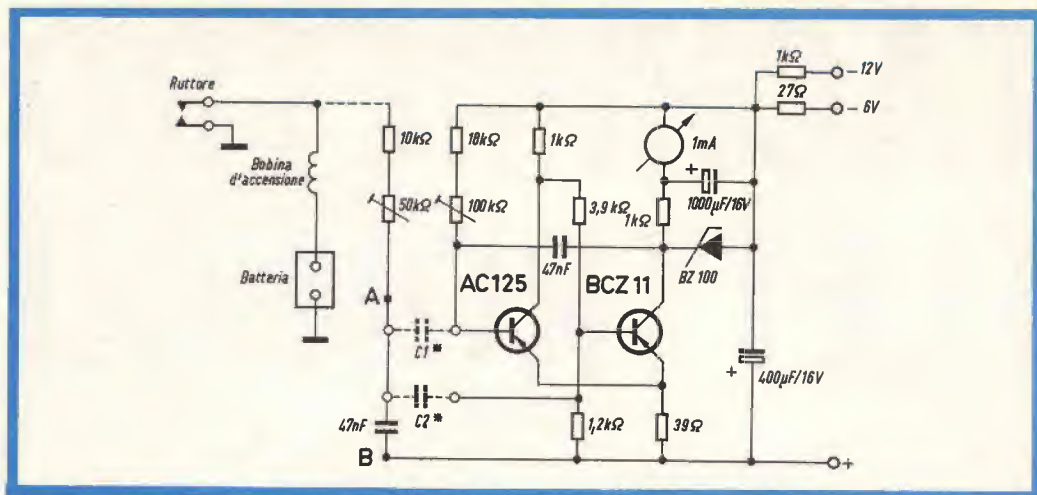 Ruttore
1kΩ
− 12V
27Ω
− 6V
10kΩ
18kΩ
1kΩ
1mA
Bobina
d'accensione
+
1000µF/16V
50kΩ
100kΩ
3,9 kΩ
1kΩ
47nF
BZ 100
Batteria
A
AC125
BCZ 11
C1*
+
400µF/16V
C2*
47nF
1,2kΩ
39Ω
B
+